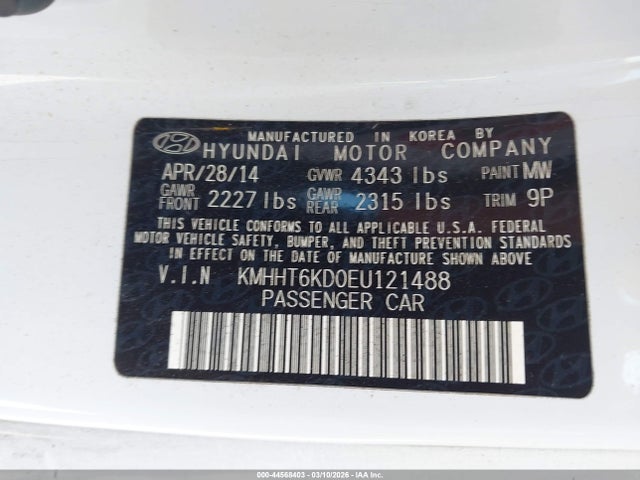 MANUFACTURED IN KOREA BY
HYUNDAI MOTOR COMPANY
APR/28/14 GVWR 4343 lbs PAINT MW
GAWR FRONT 2227 lbs GAWR REAR 2315 lbs TRIM 9P
THIS VEHICLE CONFORMS TO ALL APPLICABLE U.S.A. FEDERAL
MOTOR VEHICLE SAFETY, BUMPER, AND THEFT PREVENTION STANDARDS
IN EFFECT ON THE DATE OF MANUFACTURE SHOWN ABOVE
V.I.N KMHHT6KD0EU121488
PASSENGER CAR
000-44568403 - 03/10/2026 - IAAI.COM